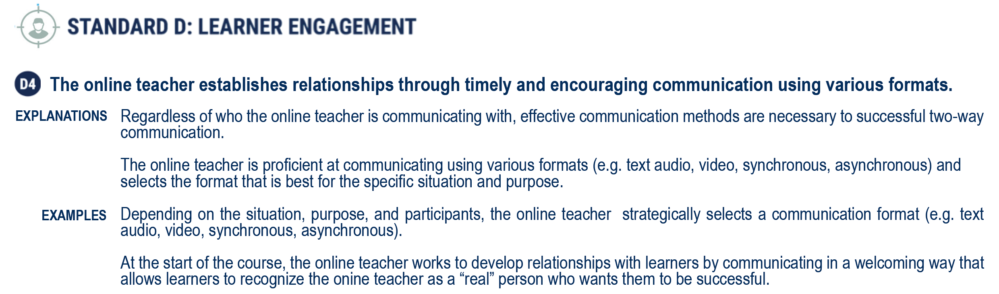 STANDARD D: LEARNER ENGAGEMENT
D4 The online teacher establishes relationships through timely and encouraging communication using various formats.
EXPLANATIONS Regardless of who the online teacher is communicating with, effective communication methods are necessary to successful two-way
communication.
The online teacher is proficient at communicating using various formats (e.g. text audio, video, synchronous, asynchronous) and
selects the format that is best for the specific situation and purpose.
EXAMPLES Depending on the situation, purpose, and participants, the online teacher strategically selects a communication format (e.g. text
audio, video, synchronous, asynchronous).
At the start of the course, the online teacher works to develop relationships with learners by communicating in a welcoming way that
allows learners to recognize the onine teacher as a “real” person who wants them to be successful.